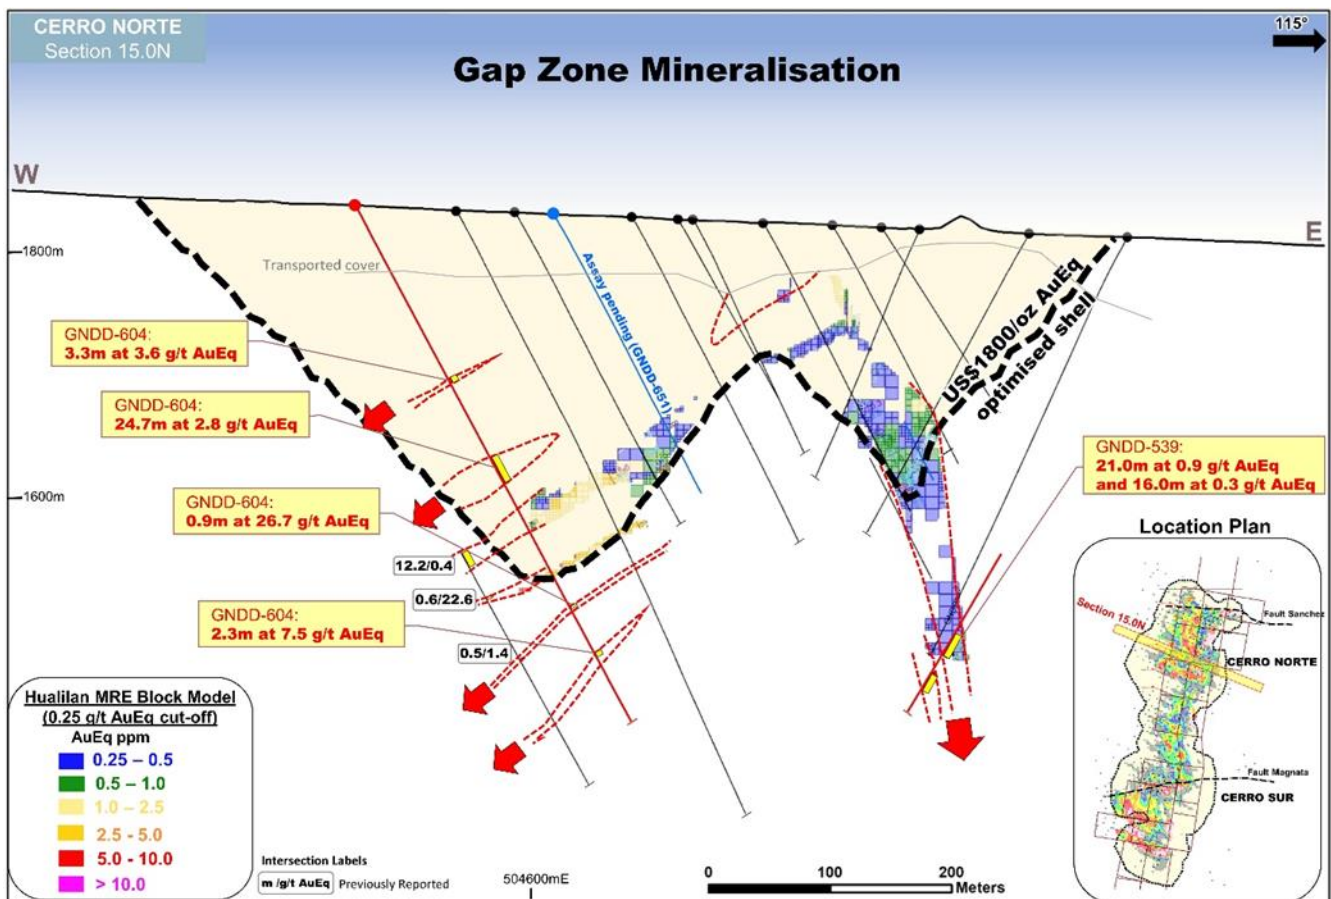 CERRO NORTE
Section 15.0N
Gap Zone Mineralisation
115°
W
E
1800m
Transported cover
Assay pending (GNDD-651)
US$1800/oz AuEq
optimised shell
GNDD-604:
3.3m at 3.6 g/t AuEq
GNDD-604:
24.7m at 2.8 g/t AuEq
1600m
GNDD-604:
0.9m at 26.7 g/t AuEq
12.2/0.4
0.6/22.6
GNDD-604:
2.3m at 7.5 g/t AuEq
0.5/1.4
GNDD-539:
21.0m at 0.9 g/t AuEq
and 16.0m at 0.3 g/t AuEq
Location Plan
Section 15.0N
Fault Sanchez
CERRO NORTE
Fault Magnata
CERRO SUR
Hualilan MRE Block Model
(0.25 g/t AuEq cut-off)
AuEq ppm
0.25 – 0.5
0.5 – 1.0
1.0 – 2.5
2.5 - 5.0
5.0 - 10.0
> 10.0
Intersection Labels
m /g/t AuEq Previously Reported
504600mE
0 100 200
Meters